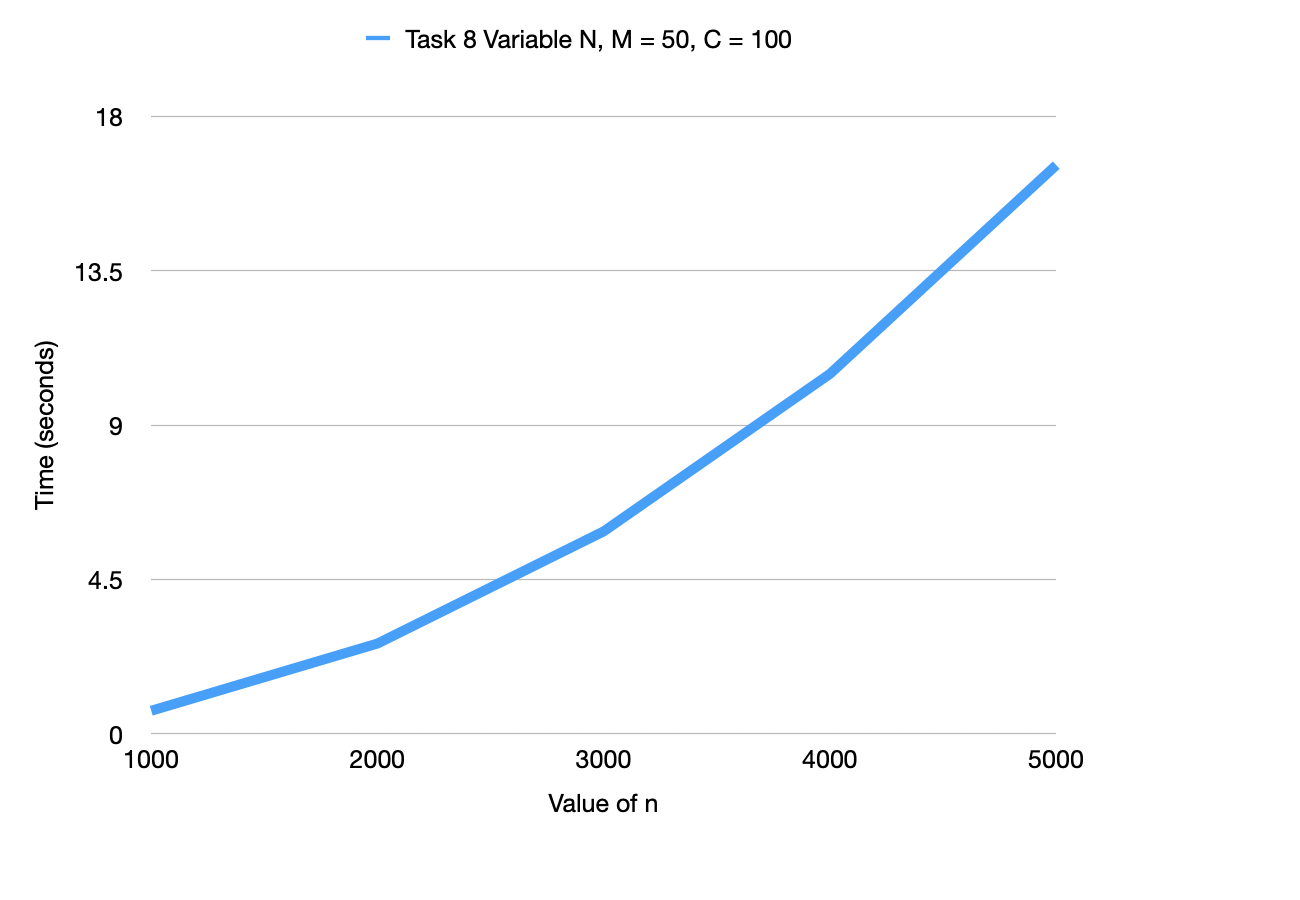 Task 8 Variable N, M = 50, C = 100
18
13.5
9
4.5
0
Time (seconds)
1000 2000 3000 4000 5000
Value of n